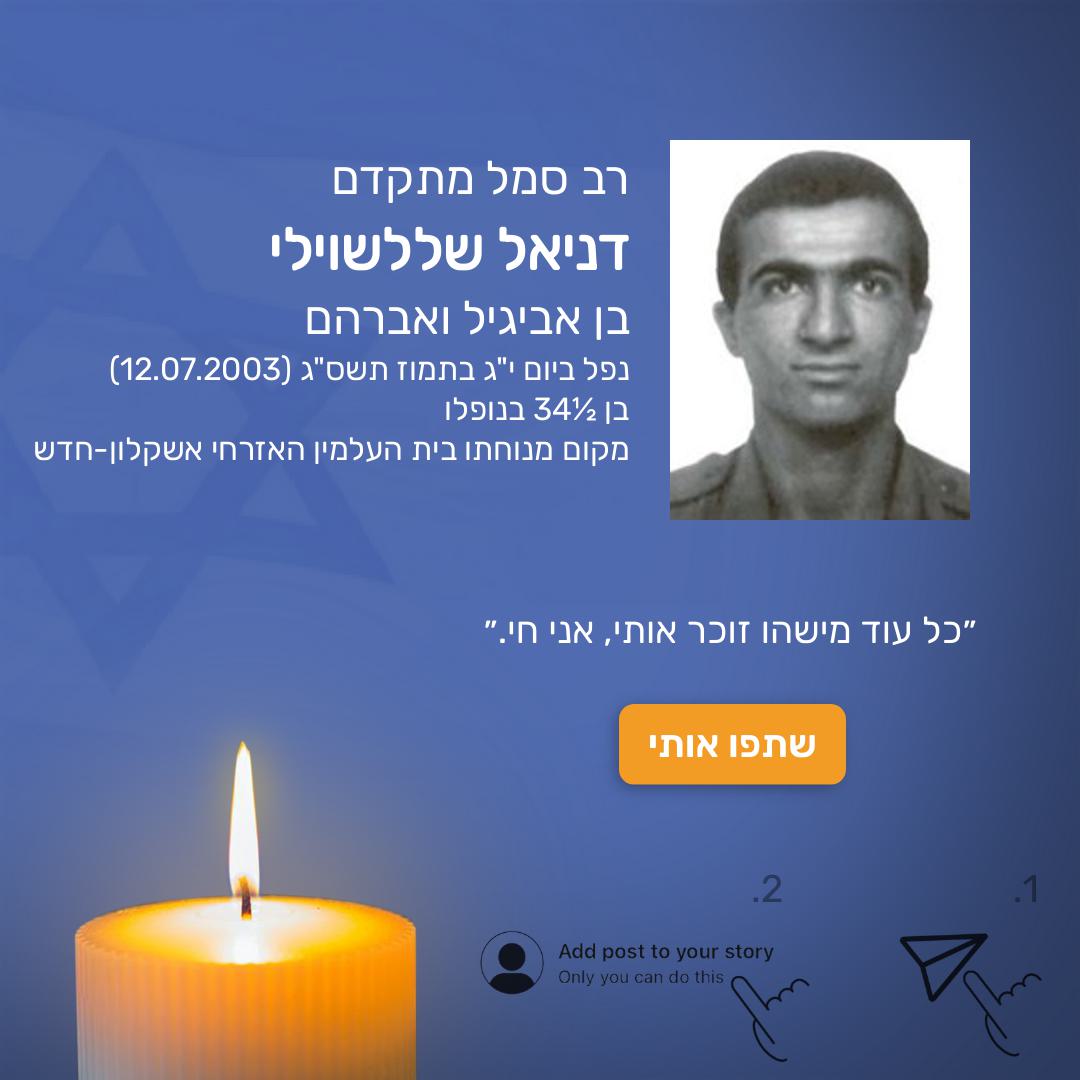 רב סמל מתקדם
דניאל שללשוילי
בן אביגיל ואברהם
נפל ביום י"ג בתמוז תשס"ג (12.07.2003)
בן 34½ בנופלו
מקום מנוחתו בית העלמין האזרחי אשקלון-חדש
״כל עוד מישהו זוכר אותי, אני חי.״
שתפו אותי
1.
2.
Add post to your story
Only you can do this